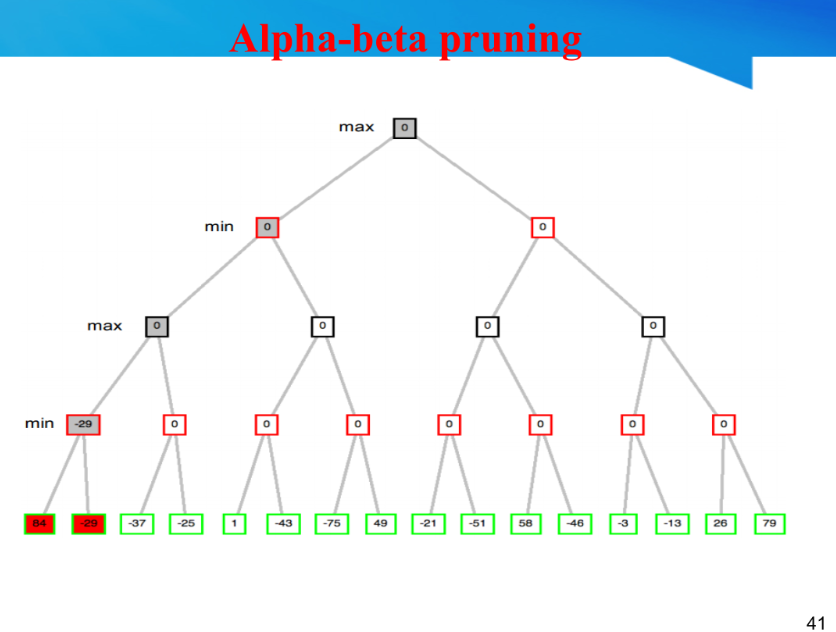 Alpha-beta pruning
max 0
min 0 0
max 0 0 0 0
min -29 0 0 0 0 0 0 0
84 -29 -37 -25 1 -43 -75 49 -21 -51 58 -46 -3 -13 26 79
41